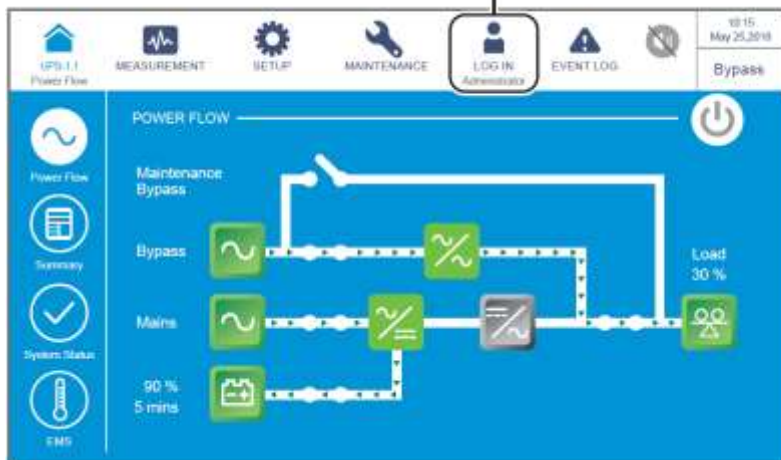 UPS-1.1
Power Flow
MEASUREMENT
SETUP
MAINTENANCE
LOG IN
Administrator
EVENT LOG
10:15
May 25,2018
Bypass
POWER FLOW
Power Flow
Summary
System Status
EMS
Maintenance
Bypass
Bypass
Mains
90 %
5 mins
Load
30 %